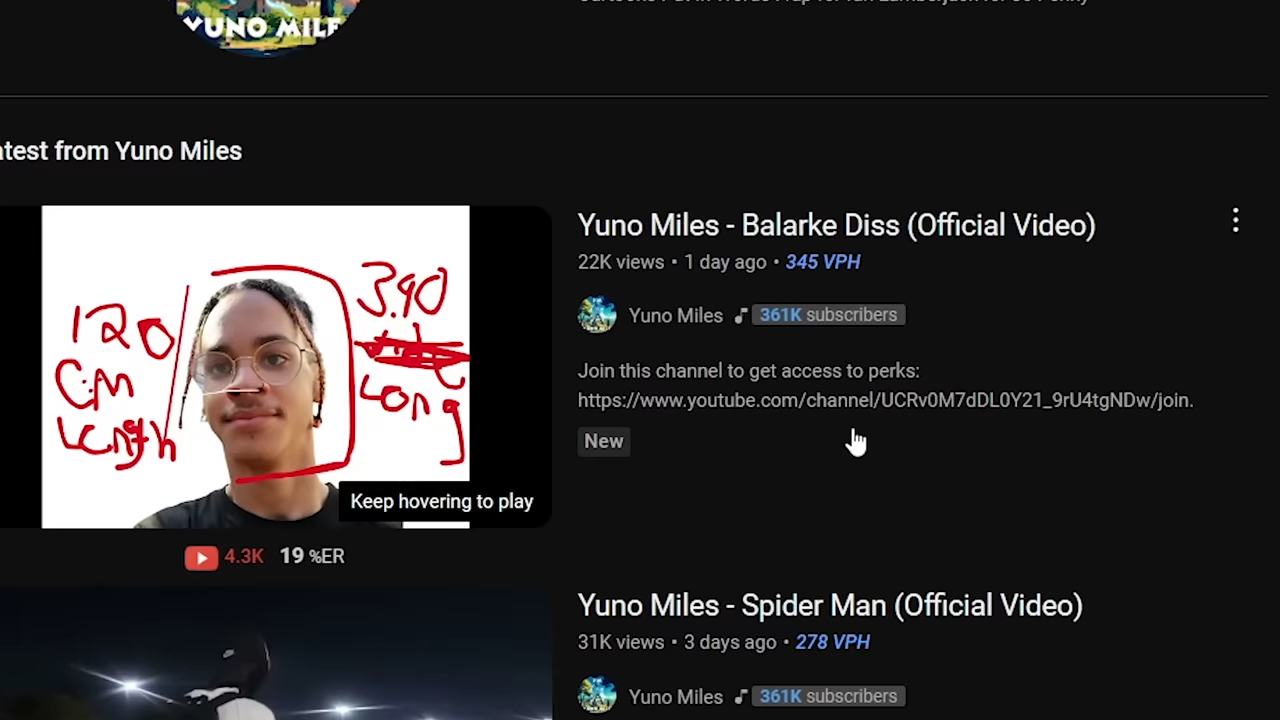 YUNO MILE
atest from Yuno Miles
120
CM
Length
3.90
Long
Keep hovering to play
4.3K 19 %ER
Yuno Miles - Balarke Diss (Official Video)
22K views • 1 day ago • 345 VPH
Yuno Miles 361K subscribers
Join this channel to get access to perks:
https://www.youtube.com/channel/UCRv0M7dDL0Y21_9rU4tgNDw/join.
New
Yuno Miles - Spider Man (Official Video)
31K views • 3 days ago • 278 VPH
Yuno Miles 361K subscribers